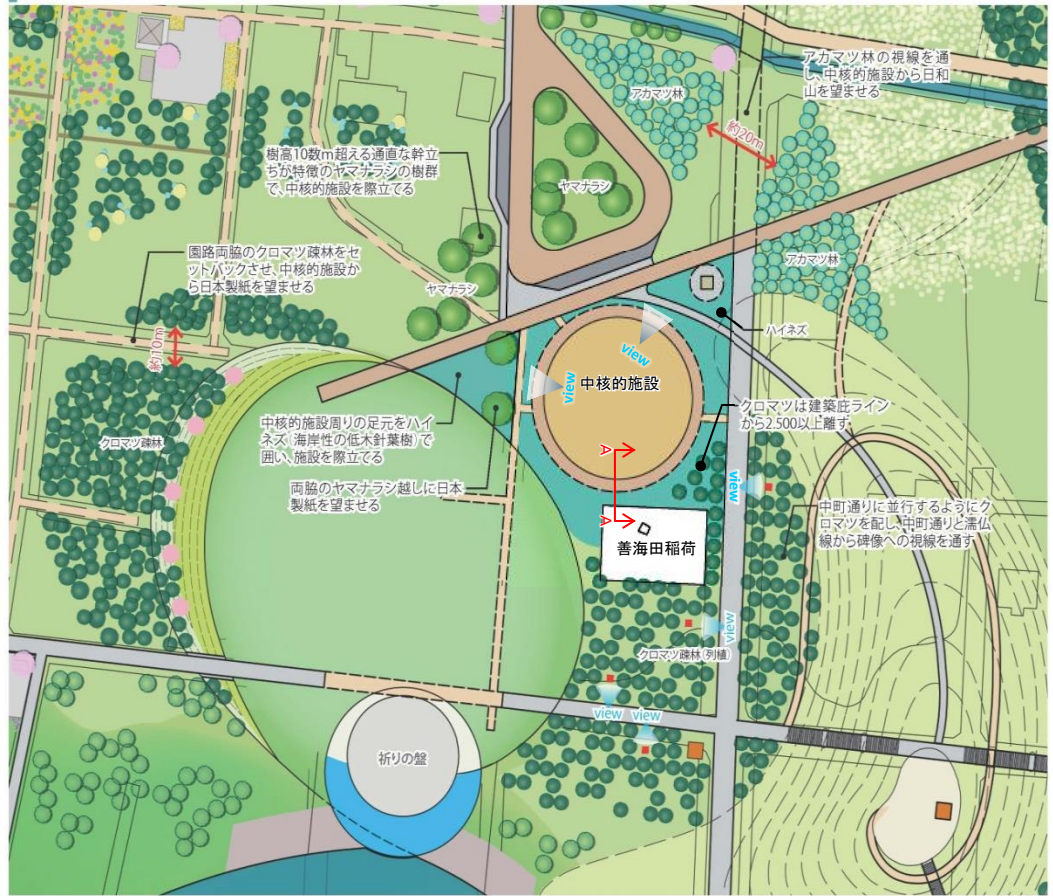 アカマツ林の視線を通
し、中核的施設から日和
山を望ませる
アカマツ林
約20m
樹高10数m超える通直な幹立
ちが特徴のヤマナラシの樹群
で、中核的施設を際立てる
ヤマナラシ
園路両脇のクロマツ疎林をセ
ットバックさせ、中核的施設か
ら日本製紙を望ませる
ヤマナラシ
アカマツ林
ハイネズ
約10m
view
view
中核的施設
中核的施設周りの足元をハイ
ネズ(海岸性の低木針葉樹)で
囲い、施設を際立てる
クロマツは建築庇ライン
から2.500以上離す
クロマツ疎林
A
両脇のヤマナラシ越しに日本
製紙を望ませる
view
中町通りに並行するようにク
ロマツを配し、中町通りと濡仏
線から碑像への視線を通す
A
善海田稲荷
view
クロマツ疎林(列植)
view
view
祈りの盤